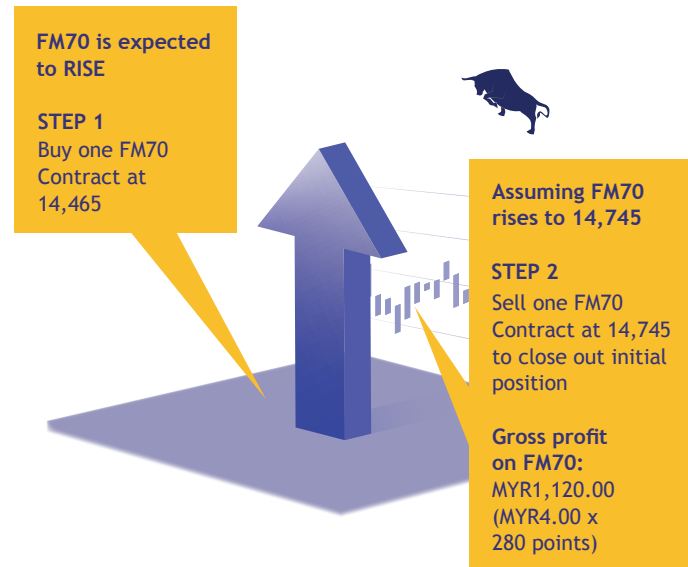 FM70 is expected
to RISE
STEP 1
Buy one FM70
Contract at
14,465
Assuming FM70
rises to 14,745
STEP 2
Sell one FM70
Contract at 14,745
to close out initial
position
Gross profit
on FM70:
MYR1,120.00
(MYR4.00 x
280 points)